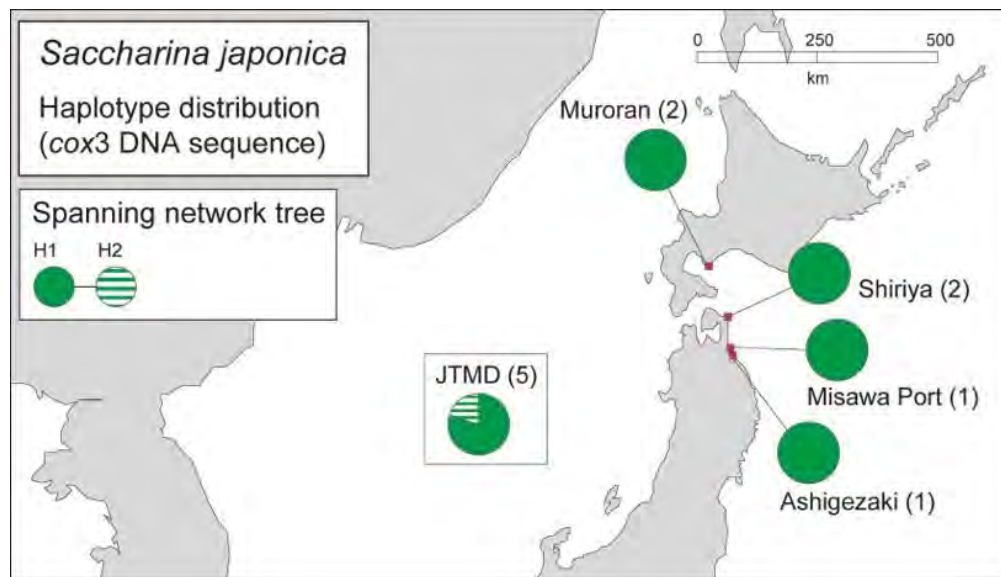 Saccharina japonica
Haplotype distribution
(cox3 DNA sequence)
Spanning network tree
H1 H2
0 250 500
km
Muroran (2)
Shiriya (2)
JTMD (5)
Misawa Port (1)
Ashigezaki (1)